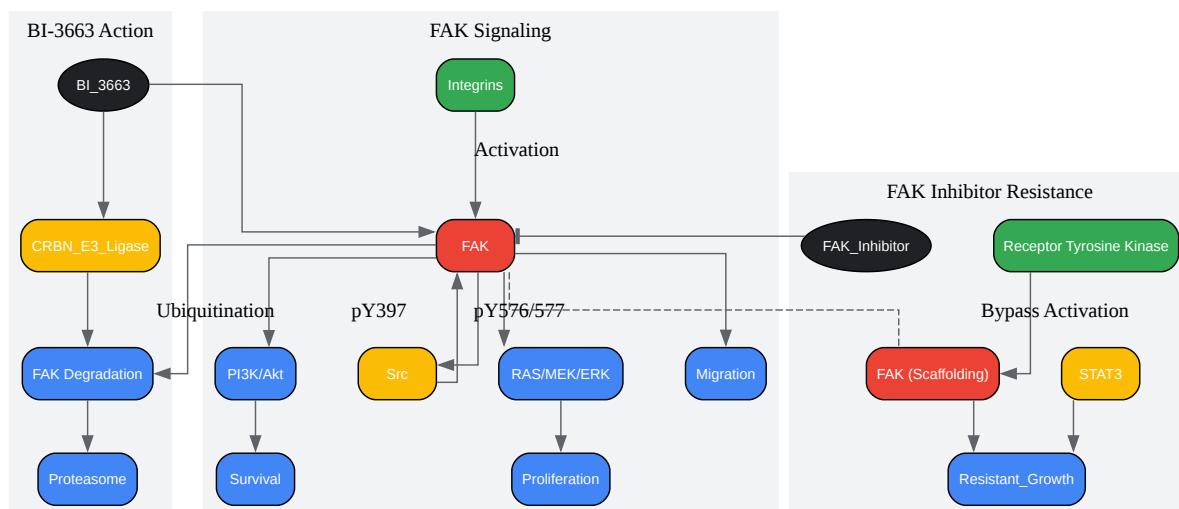 BI-3663 Action
FAK Signaling
BI_3663
Integrins
Activation
FAK Inhibitor Resistance
CRBN_E3_Ligase
FAK
FAK_Inhibitor
Receptor Tyrosine Kinase
Ubiquitination
pY397
pY576/577
Bypass Activation
FAK Degradation
PI3K/Akt
Src
RAS/MEK/ERK
Migration
FAK (Scaffolding)
STAT3
Proteasome
Survival
Proliferation
Resistant_Growth